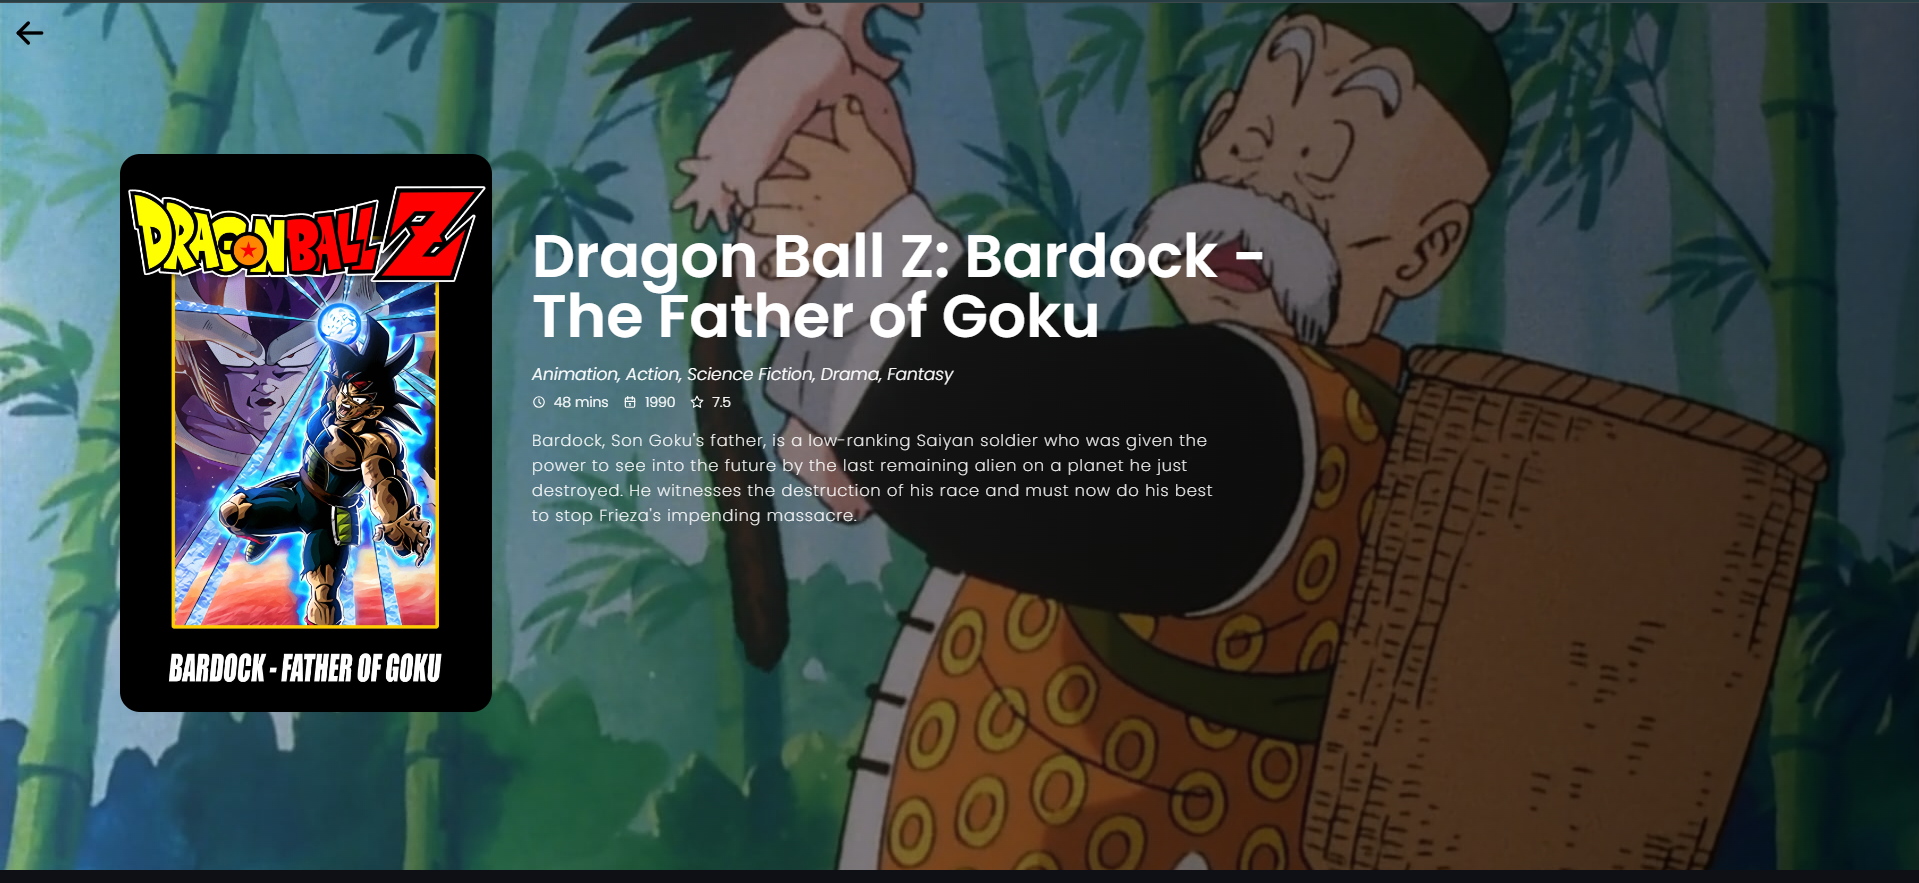 DRAGON BALL Z
BARDOCK - FATHER OF GOKU
Dragon Ball Z: Bardock -
The Father of Goku
Animation, Action, Science Fiction, Drama, Fantasy
48 mins 1990 7.5
Bardock, Son Goku's father, is a low-ranking Saiyan soldier who was given the
power to see into the future by the last remaining alien on a planet he just
destroyed. He witnesses the destruction of his race and must now do his best
to stop Frieza's impending massacre.